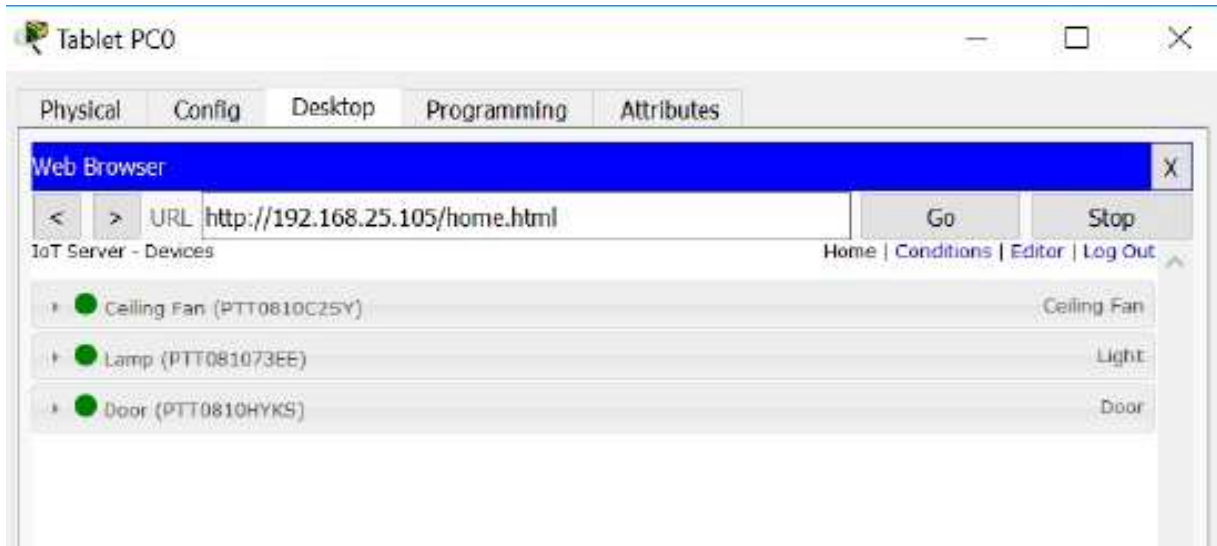 Tablet PC0
Physical Config Desktop Programming Attributes
Web Browser X
< > URL http://192.168.25.105/home.html Go Stop
IoT Server - Devices Home | Conditions | Editor | Log Out
Ceiling Fan (PTT0810C25Y) Ceiling Fan
Lamp (PTT081073EE) Light
Door (PTT0810HYKS) Door